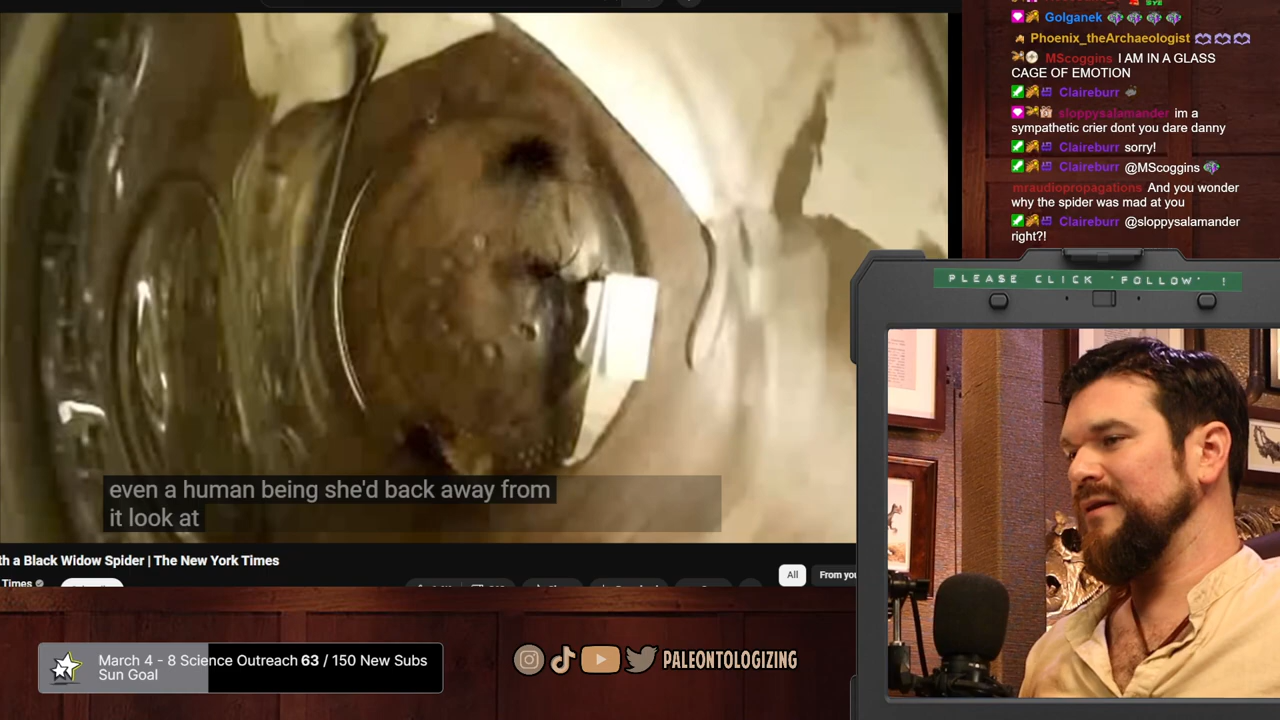 Golganek
Phoenix_theArchaeologist
MScoggins I AM IN A GLASS
CAGE OF EMOTION
Claireburr
sloppysalamander im a
sympathetic crier dont you dare danny
Claireburr sorry!
Claireburr @MScoggins
mraudiopropagations And you wonder
why the spider was mad at you
Claireburr @sloppysalamander
right?!
PLEASE CLICK 'FOLLOW' !
even a human being she'd back away from
it look at
th a Black Widow Spider | The New York Times
Times
All
From you
March 4 - 8 Science Outreach 63 / 150 New Subs
Sun Goal
PALEONTOLOGIZING